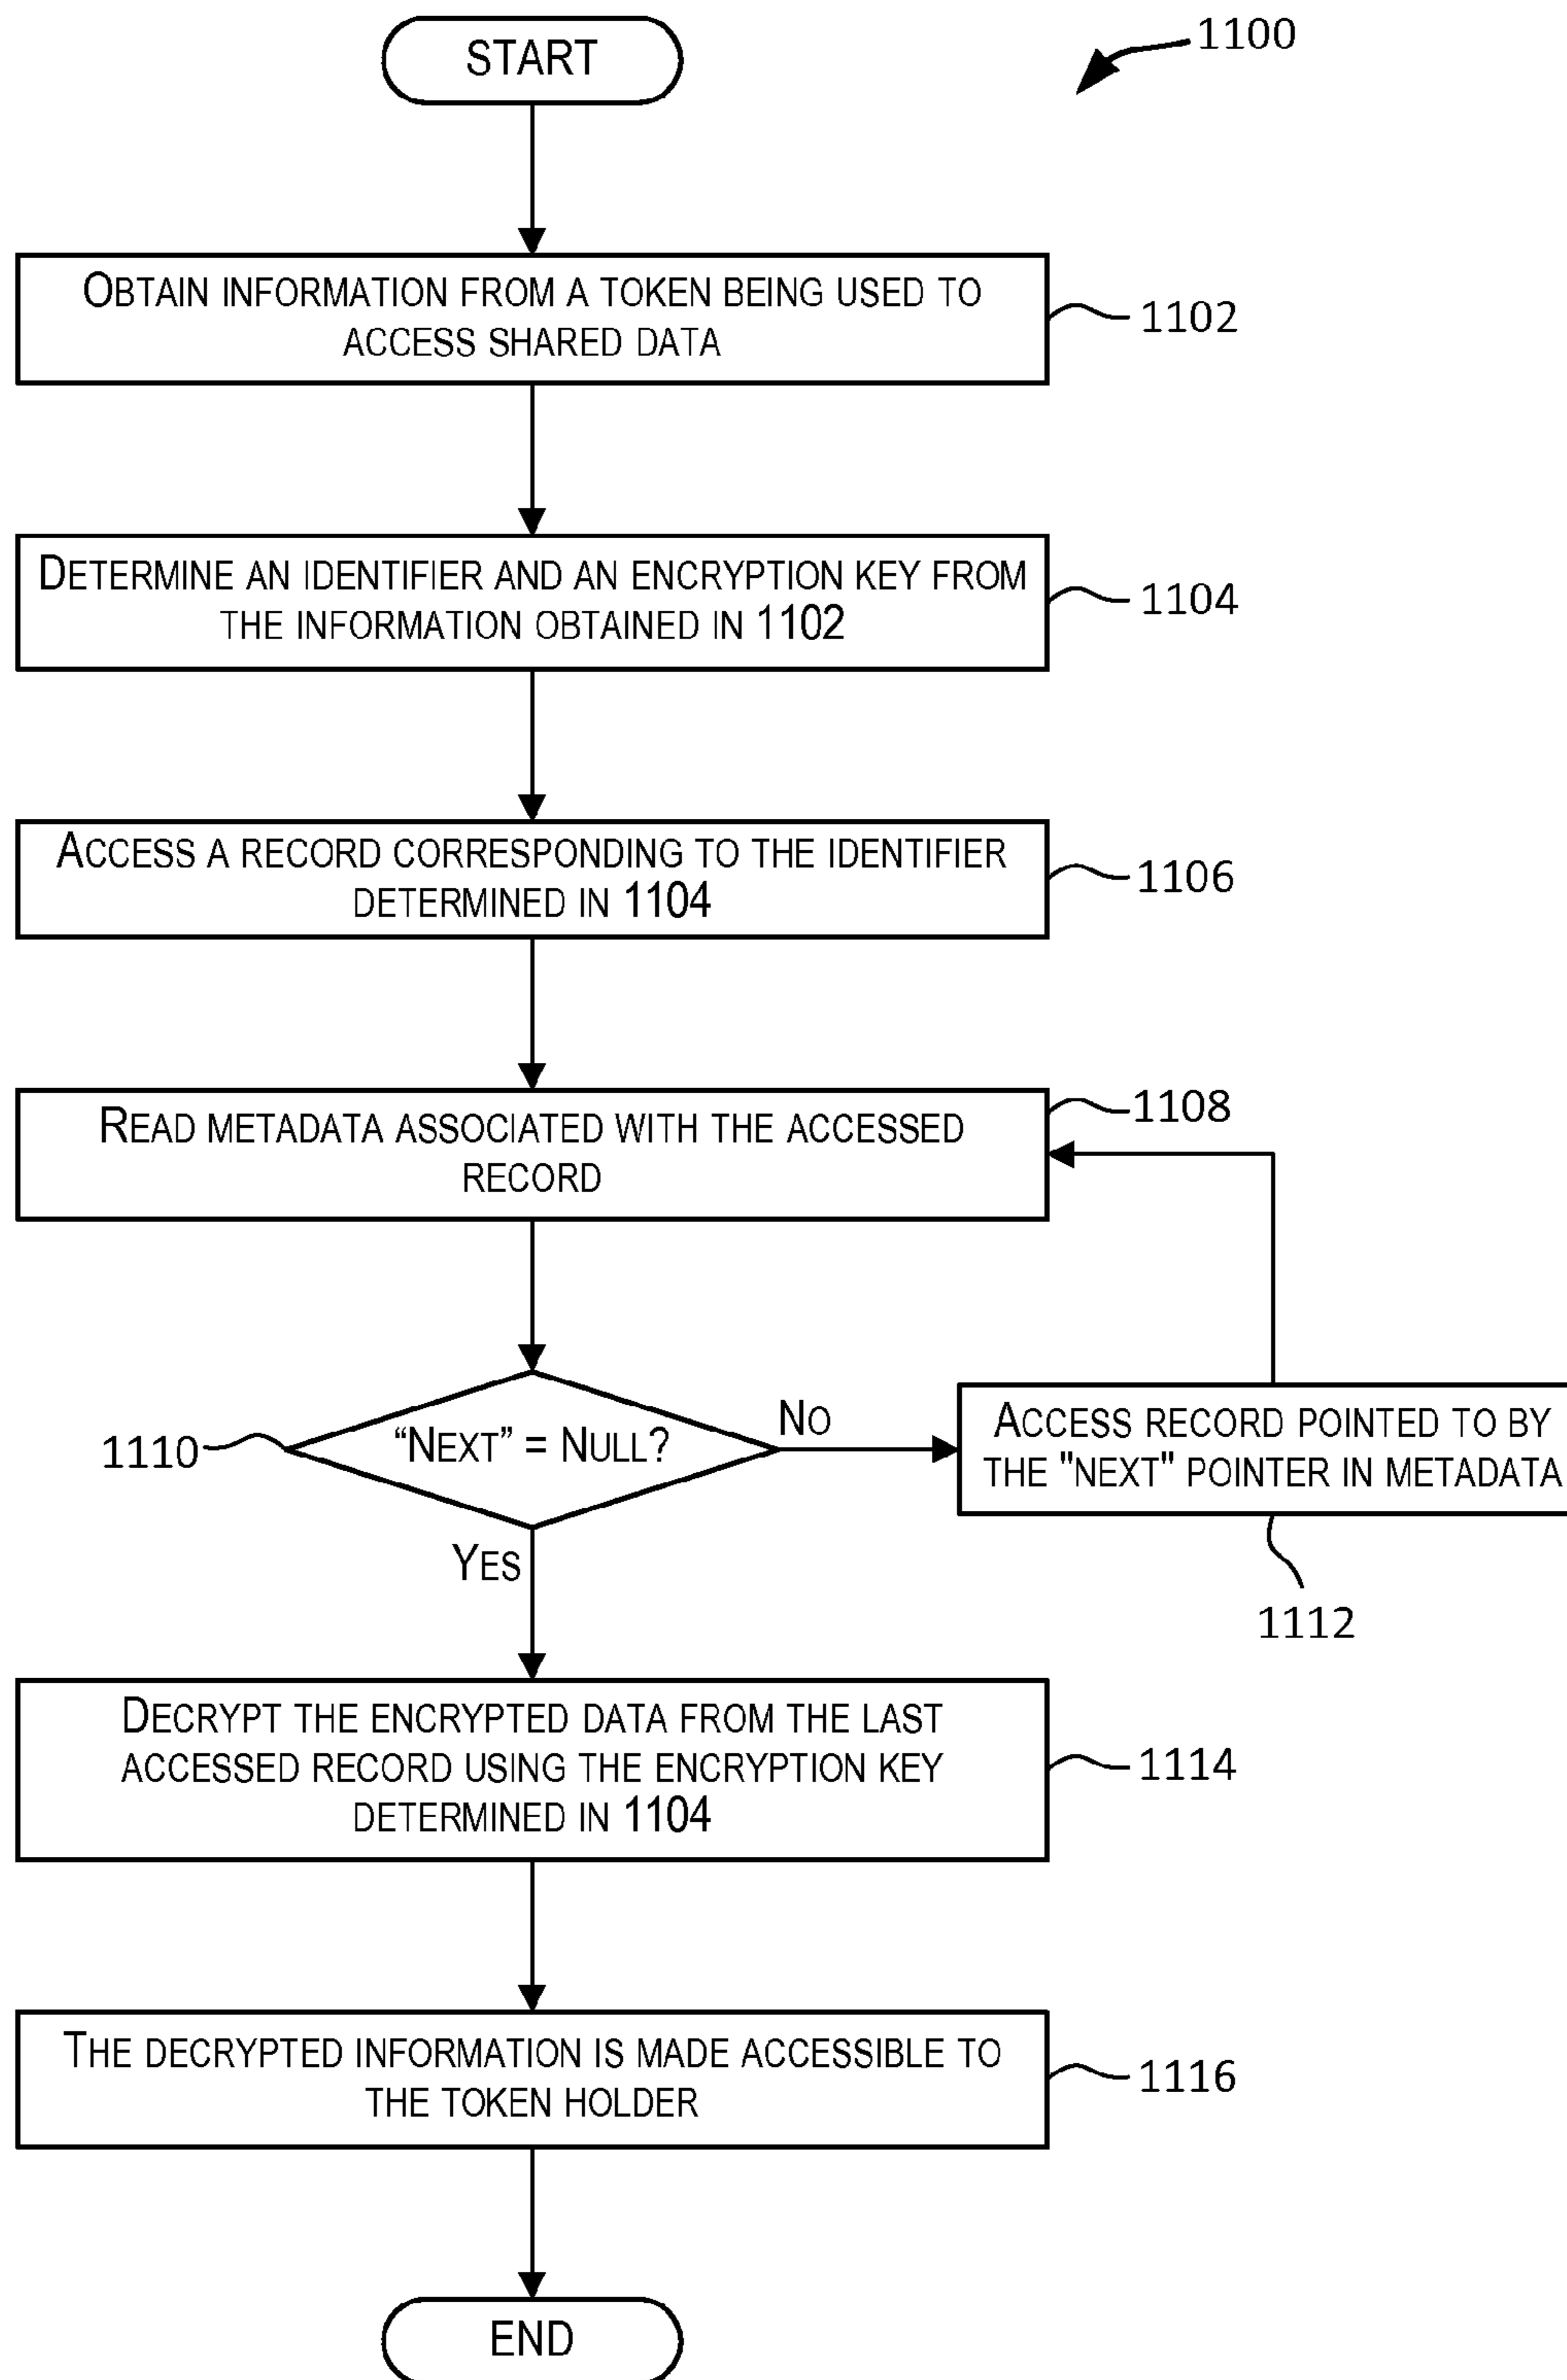 START
1100
OBTAIN INFORMATION FROM A TOKEN BEING USED TO
ACCESS SHARED DATA
1102
DETERMINE AN IDENTIFIER AND AN ENCRYPTION KEY FROM
THE INFORMATION OBTAINED IN 1102
1104
ACCESS A RECORD CORRESPONDING TO THE IDENTIFIER
DETERMINED IN 1104
1106
READ METADATA ASSOCIATED WITH THE ACCESSED
RECORD
1108
1110
“NEXT” = NULL?
NO
YES
ACCESS RECORD POINTED TO BY
THE "NEXT" POINTER IN METADATA
1112
DECRYPT THE ENCRYPTED DATA FROM THE LAST
ACCESSED RECORD USING THE ENCRYPTION KEY
DETERMINED IN 1104
1114
THE DECRYPTED INFORMATION IS MADE ACCESSIBLE TO
THE TOKEN HOLDER
1116
END